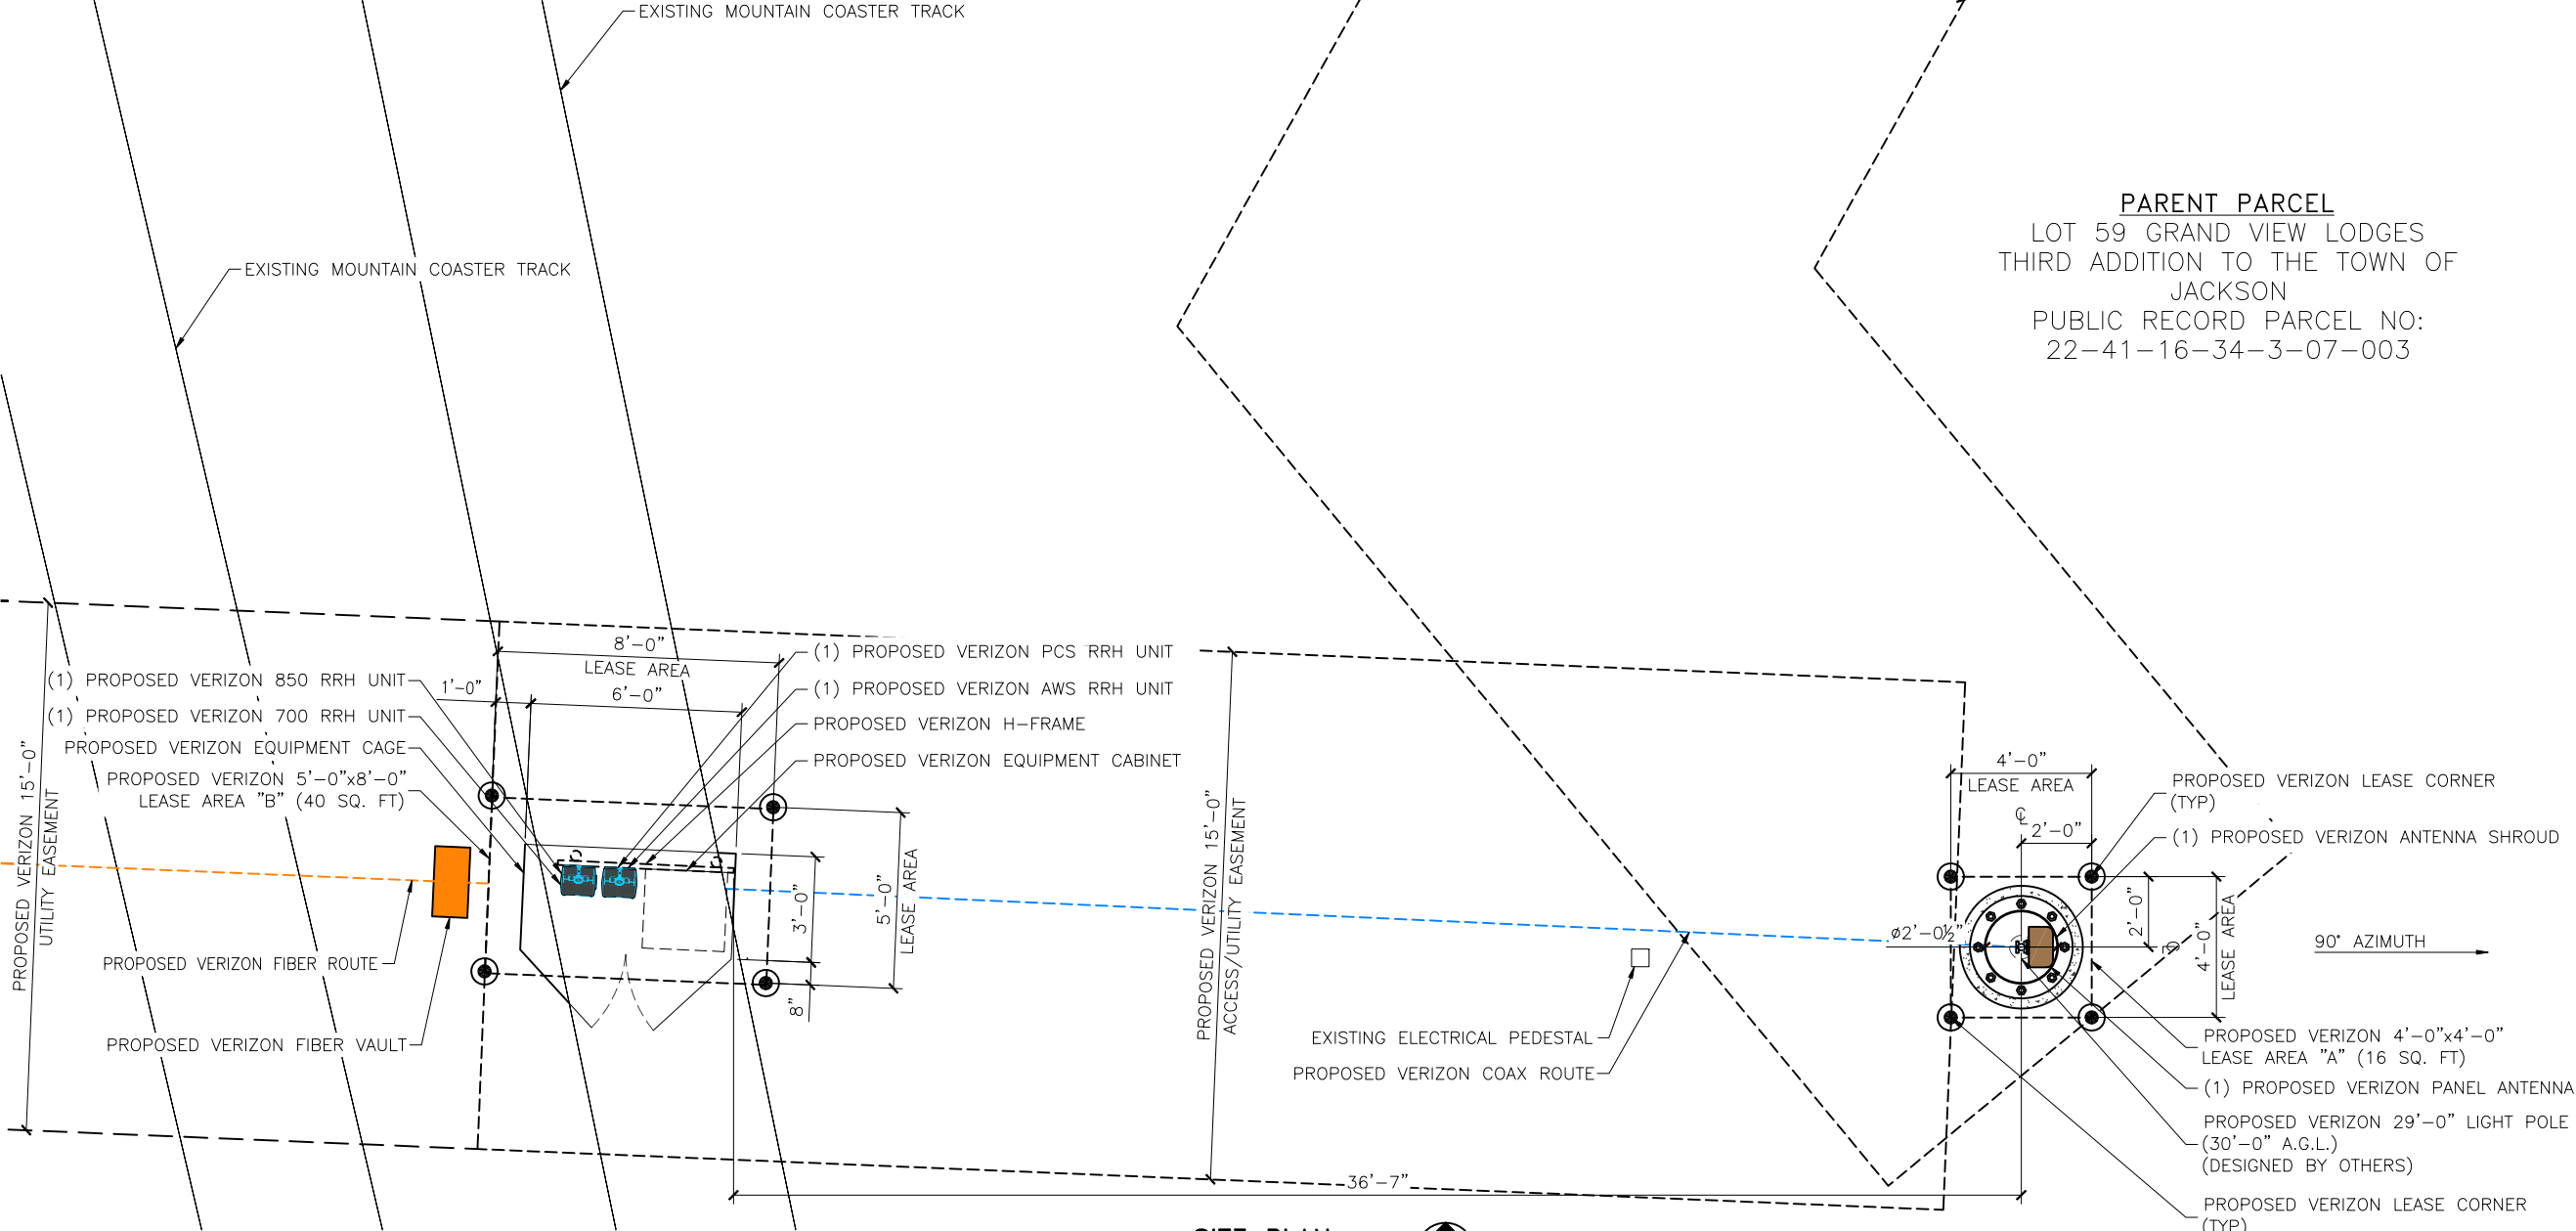 EXISTING MOUNTAIN COASTER TRACK
EXISTING MOUNTAIN COASTER TRACK
PARENT PARCEL
LOT 59 GRAND VIEW LODGES
THIRD ADDITION TO THE TOWN OF
JACKSON
PUBLIC RECORD PARCEL NO:
22-41-16-34-3-07-003
8'-0"
LEASE AREA
1'-0"
6'-0"
(1) PROPOSED VERIZON 850 RRH UNIT
(1) PROPOSED VERIZON 700 RRH UNIT
PROPOSED VERIZON EQUIPMENT CAGE
PROPOSED VERIZON 5'-0"x8'-0"
LEASE AREA "B" (40 SQ. FT)
(1) PROPOSED VERIZON PCS RRH UNIT
(1) PROPOSED VERIZON AWS RRH UNIT
PROPOSED VERIZON H-FRAME
PROPOSED VERIZON EQUIPMENT CABINET
PROPOSED VERIZON 15'-0"
UTILITY EASEMENT
PROPOSED VERIZON FIBER ROUTE
PROPOSED VERIZON FIBER VAULT
3'-0"
8"
5'-0"
LEASE AREA
PROPOSED VERIZON 15'-0"
ACCESS/UTILITY EASEMENT
EXISTING ELECTRICAL PEDESTAL
PROPOSED VERIZON COAX ROUTE
36'-7"
4'-0"
LEASE AREA
℄
2'-0"
ø2'-0½"
2'-0"
4'-0"
LEASE AREA
℄
PROPOSED VERIZON LEASE CORNER
(TYP)
(1) PROPOSED VERIZON ANTENNA SHROUD
90° AZIMUTH
PROPOSED VERIZON 4'-0"x4'-0"
LEASE AREA "A" (16 SQ. FT)
(1) PROPOSED VERIZON PANEL ANTENNA
PROPOSED VERIZON 29'-0" LIGHT POLE
(30'-0" A.G.L.)
(DESIGNED BY OTHERS)
PROPOSED VERIZON LEASE CORNER
(TYP)
SITE PLAN